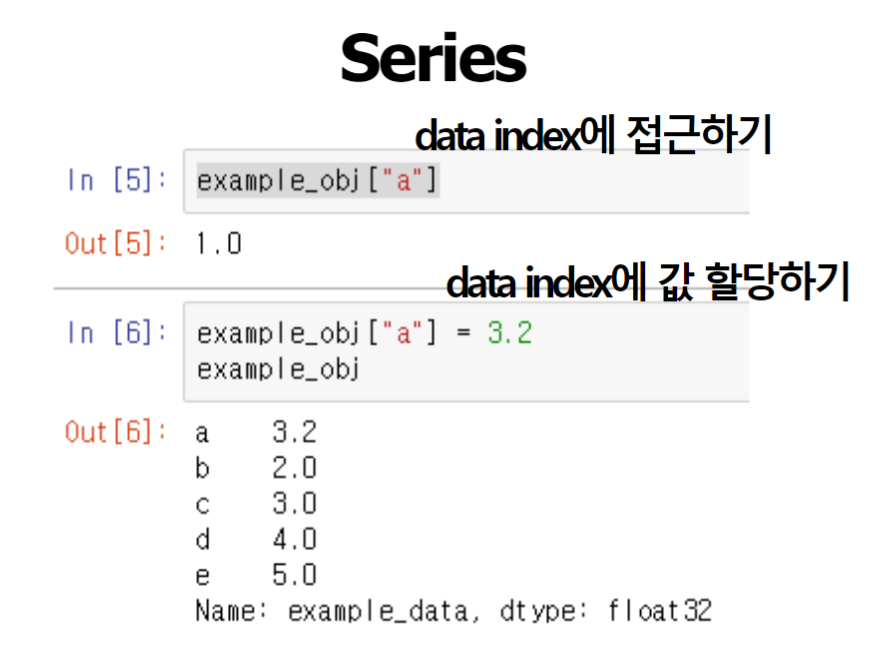 Series
data index에 접근하기
In [5]: example_obj["a"]
Out[5]: 1.0
data index에 값 할당하기
In [6]: example_obj["a"] = 3.2
example_obj
Out[6]: a 3.2
b 2.0
c 3.0
d 4.0
e 5.0
Name: example_data, dtype: float32